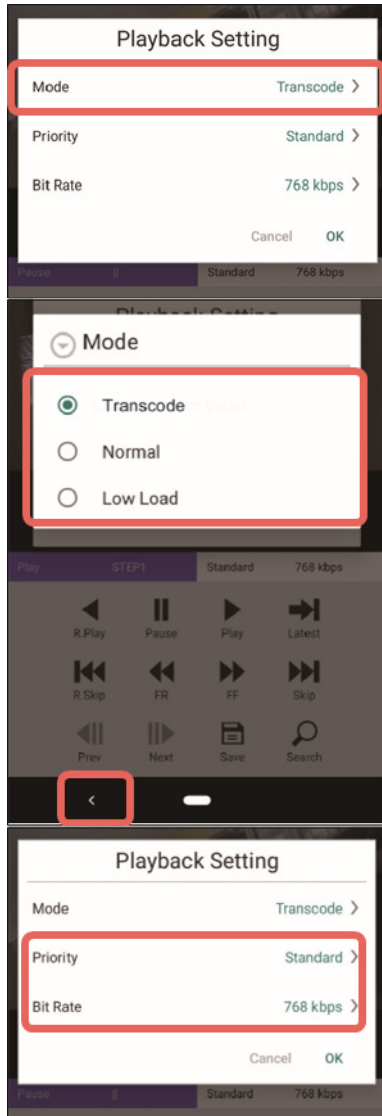 Playback Setting
Mode Transcode >
Priority Standard >
Bit Rate 768 kbps >
Cancel OK
Pause || Standard 768 kbps
Playback Setting
Mode
Transcode
Normal
Low Load
Play STEP1 Standard 768 kbps
R.Play Pause Play Latest
R.Skip FR FF Skip
Prev Next Save Search
Playback Setting
Mode Transcode >
Priority Standard >
Bit Rate 768 kbps >
Cancel OK
Pause || Standard 768 kbps